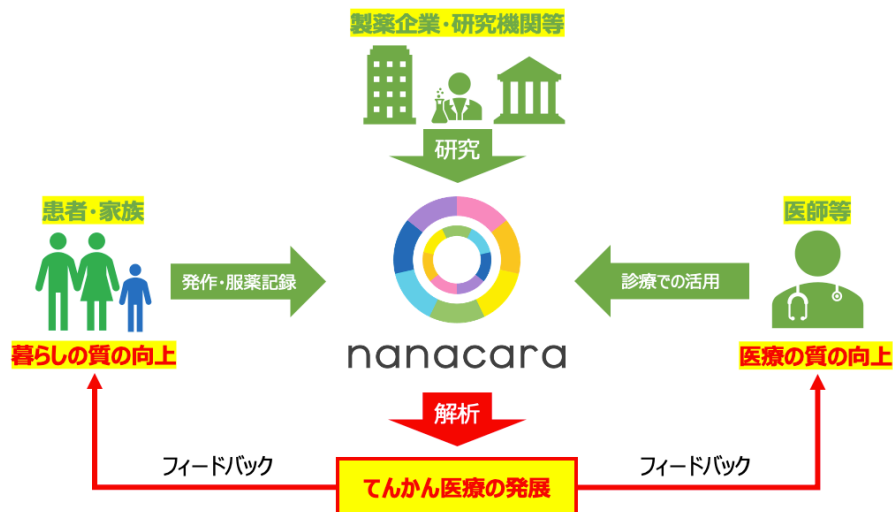 製薬企業・研究機関等
研究
患者・家族
医師等
発作・服薬記録
診療での活用
暮らしの質の向上
nanacara
医療の質の向上
解析
フィードバック
フィードバック
てんかん医療の発展